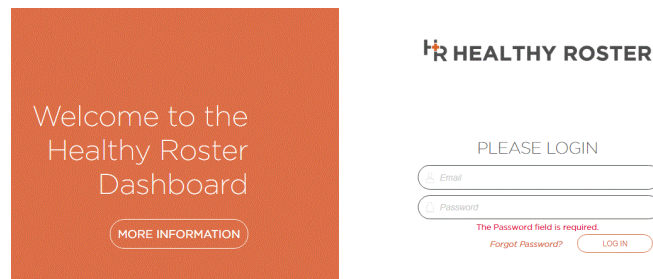 Welcome to the
Healthy Roster
Dashboard
MORE INFORMATION
HR HEALTHY ROSTER
PLEASE LOGIN
Email
Password
The Password field is required.
Forgot Password?
LOG IN